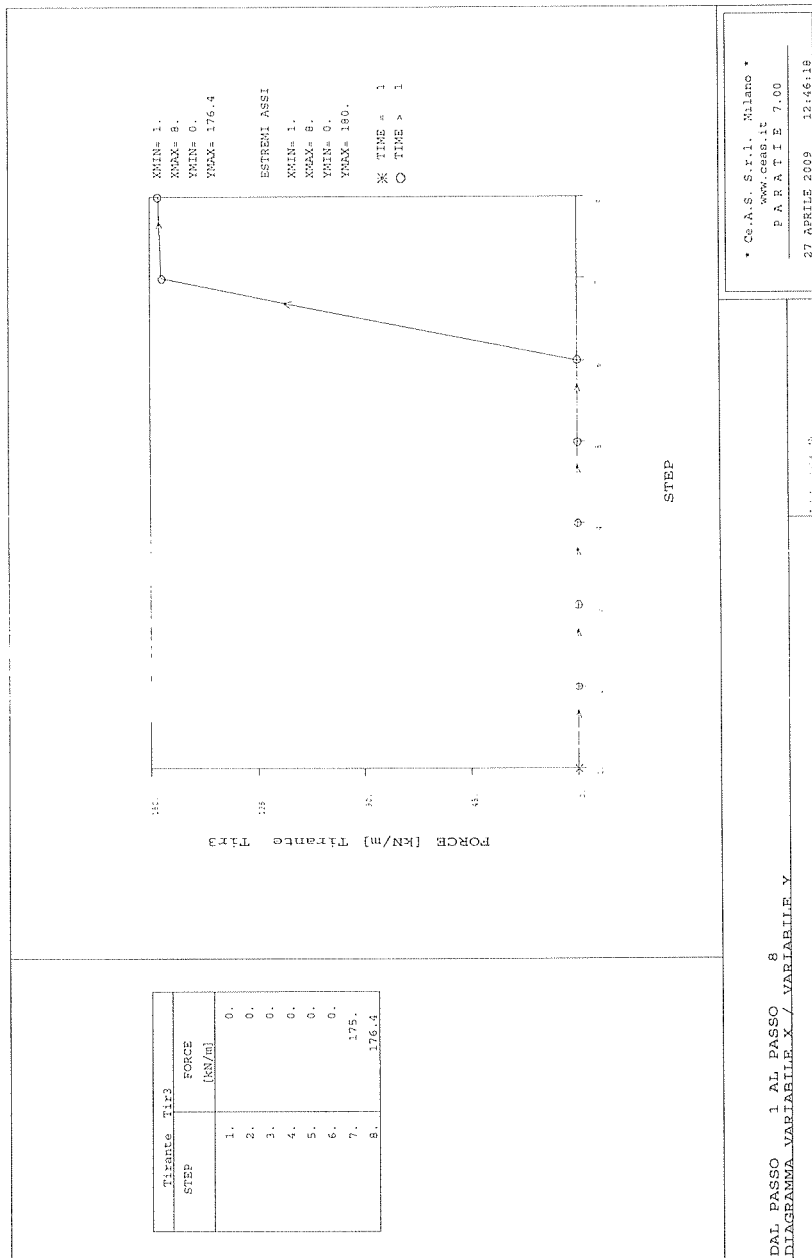 Tirante Tir3
STEP FORCE
[kN/m]
1. 0.
2. 0.
3. 0.
4. 0.
5. 0.
6. 0.
7. 175.
8. 176.4
FORCE [kN/m] Tirante Tir3
STEP
XMIN= 1.
XMAX= 8.
YMIN= 0.
YMAX= 176.4
ESTREMI ASSI
XMIN= 1.
XMAX= 8.
YMIN= 0.
YMAX= 180.
TIME = 1
TIME > 1
DAL PASSO 1 AL PASSO 8
DIAGRAMMA VARIABILE X / VARIABILE Y
* Ce.A.S. S.r.l. Milano *
www.ceas.it
P A R A T I E 7.00
27 APRILE 2009 12:46:18